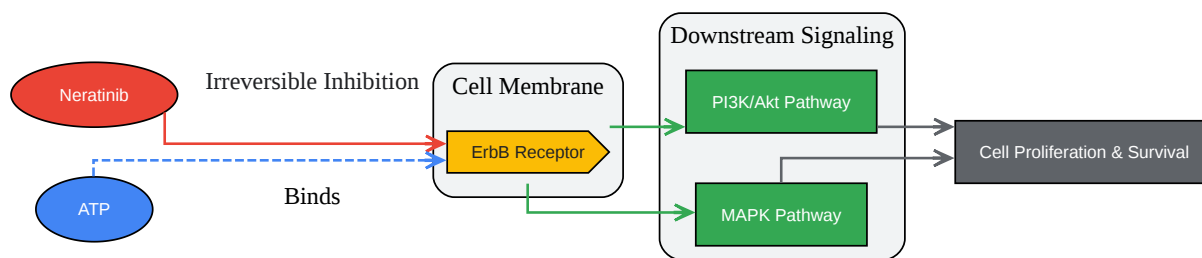 Neratinib
Irreversible Inhibition
Cell Membrane
ErbB Receptor
ATP
Binds
Downstream Signaling
PI3K/Akt Pathway
MAPK Pathway
Cell Proliferation & Survival